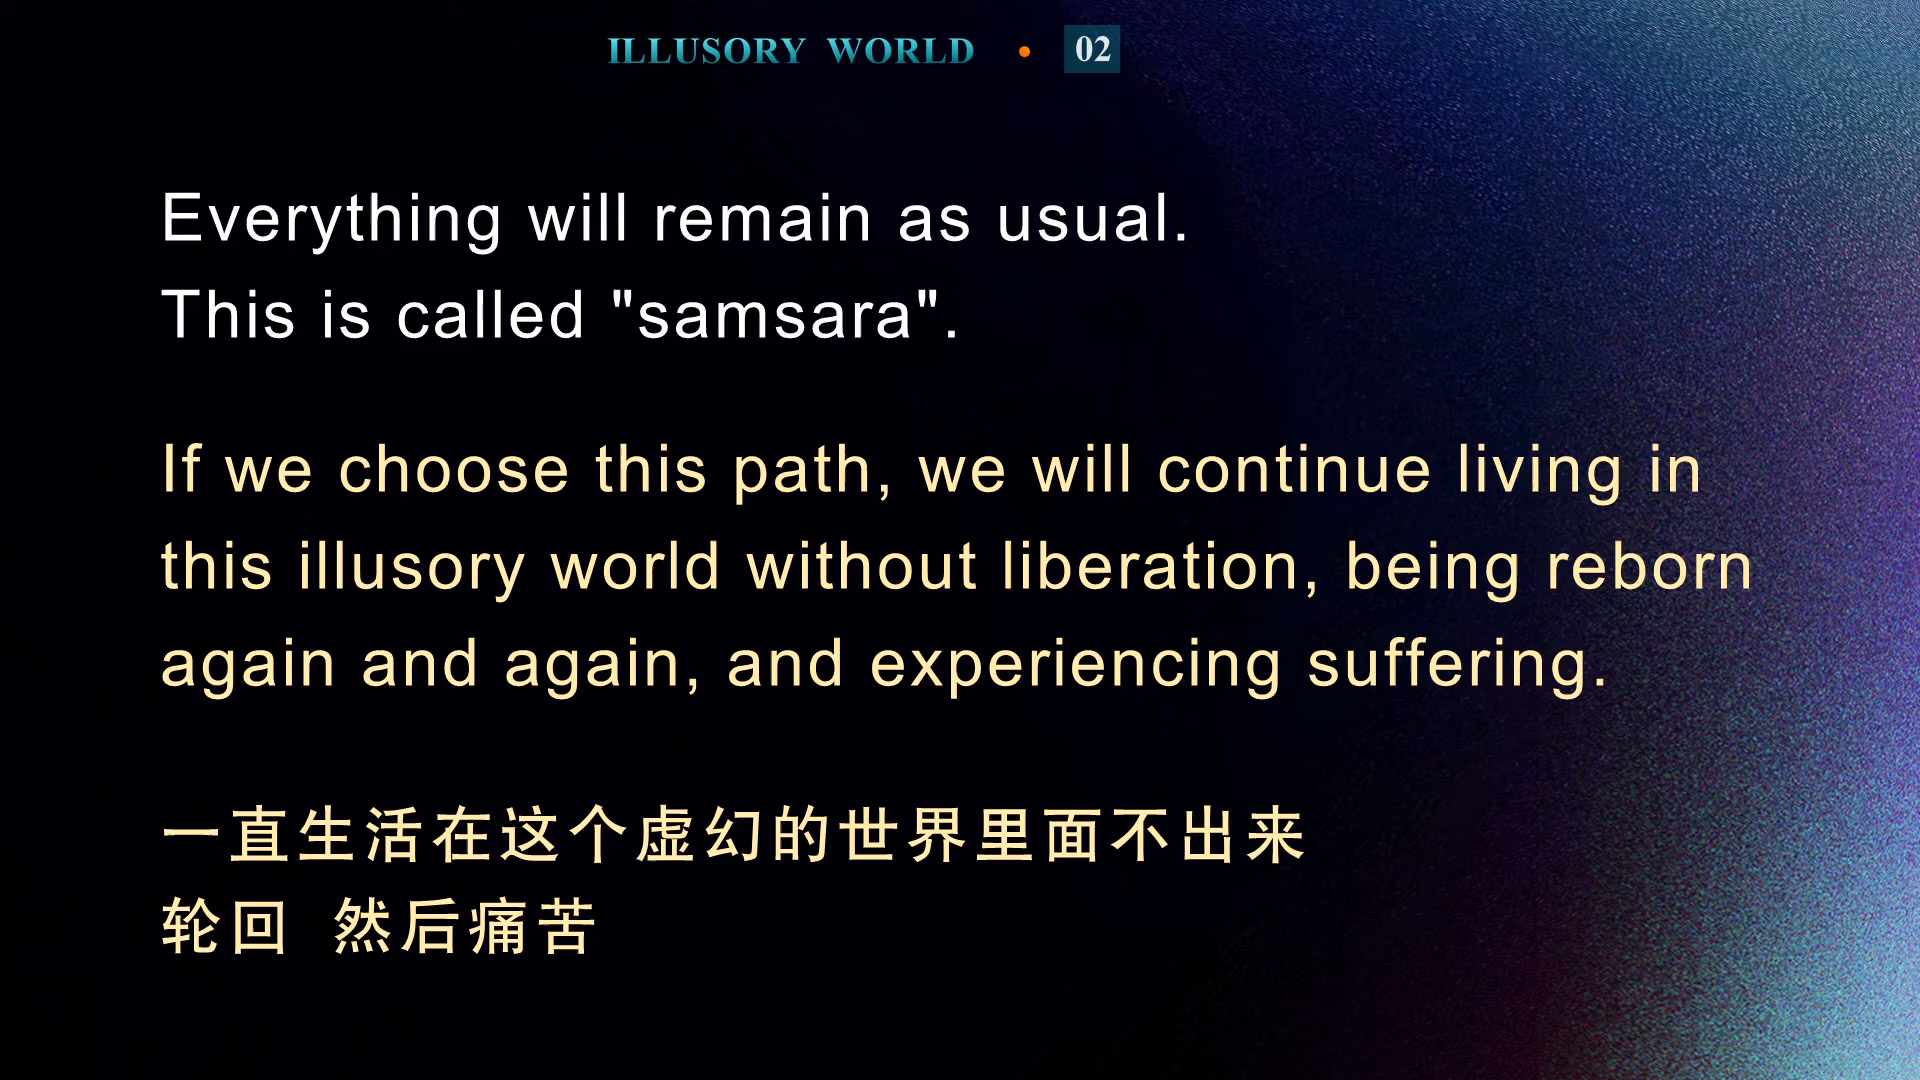 ILLUSORY WORLD • 02
Everything will remain as usual.
This is called "samsara".
If we choose this path, we will continue living in
this illusory world without liberation, being reborn
again and again, and experiencing suffering.
一直生活在这个虚幻的世界里面不出来
轮回 然后痛苦